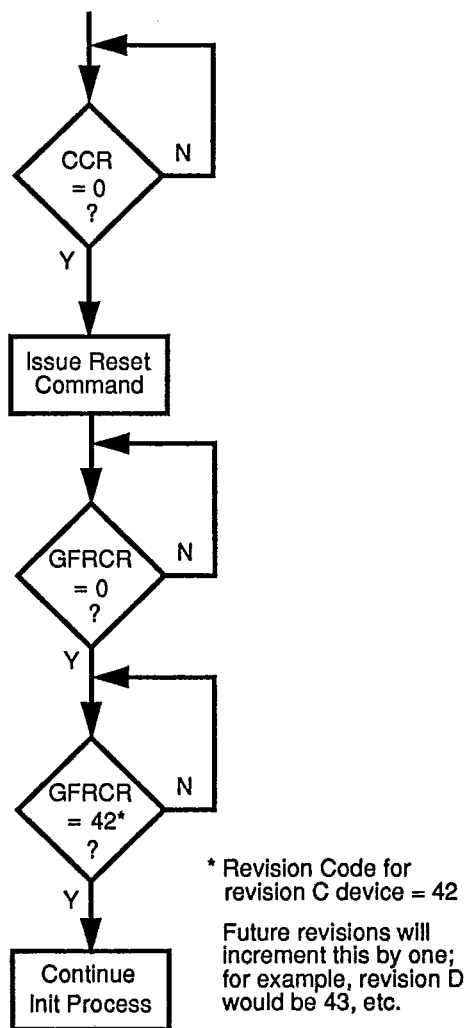 CCR
= 0
?
N
Y
Issue Reset
Command
GFRCR
= 0
?
N
Y
GFRCR
= 42*
?
N
Y
* Revision Code for
revision C device = 42
Future revisions will
increment this by one;
for example, revision D
would be 43, etc.
Continue
Init Process